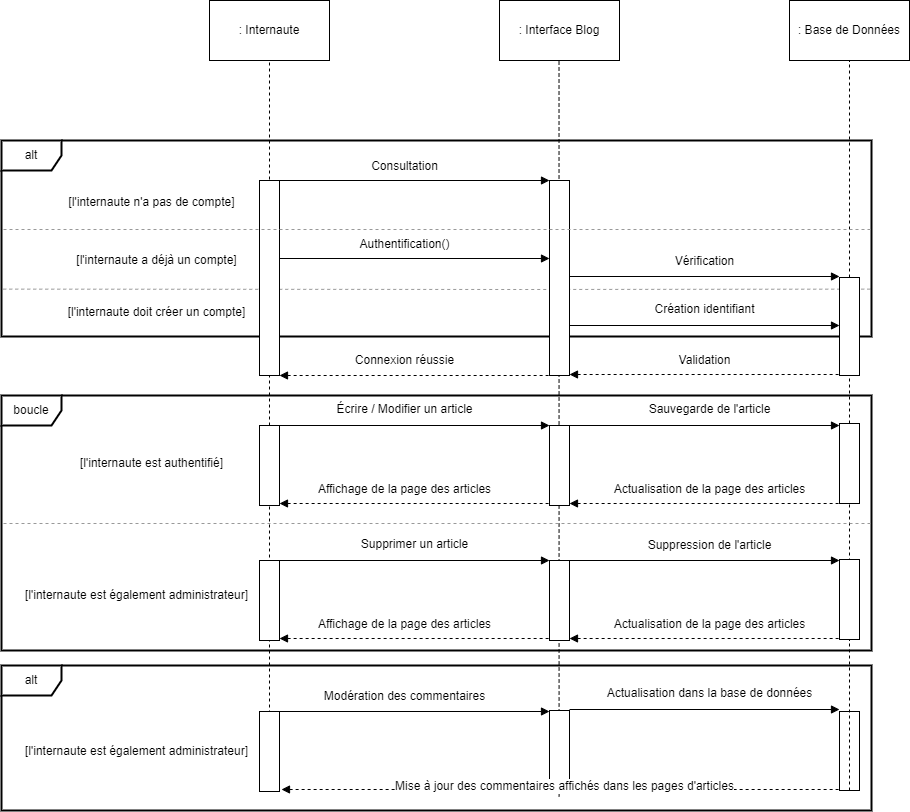 : Internaute
: Interface Blog
: Base de Données
alt
Consultation
[l'internaute n'a pas de compte]
Authentification()
[l'internaute a déjà un compte]
Vérification
Création identifiant
[l'internaute doit créer un compte]
Connexion réussie
Validation
boucle
Écrire / Modifier un article
Sauvegarde de l'article
[l'internaute est authentifié]
Affichage de la page des articles
Actualisation de la page des articles
Supprimer un article
Suppression de l'article
[l'internaute est également administrateur]
Affichage de la page des articles
Actualisation de la page des articles
alt
Modération des commentaires
Actualisation dans la base de données
[l'internaute est également administrateur]
Mise à jour des commentaires affichés dans les pages d'articles